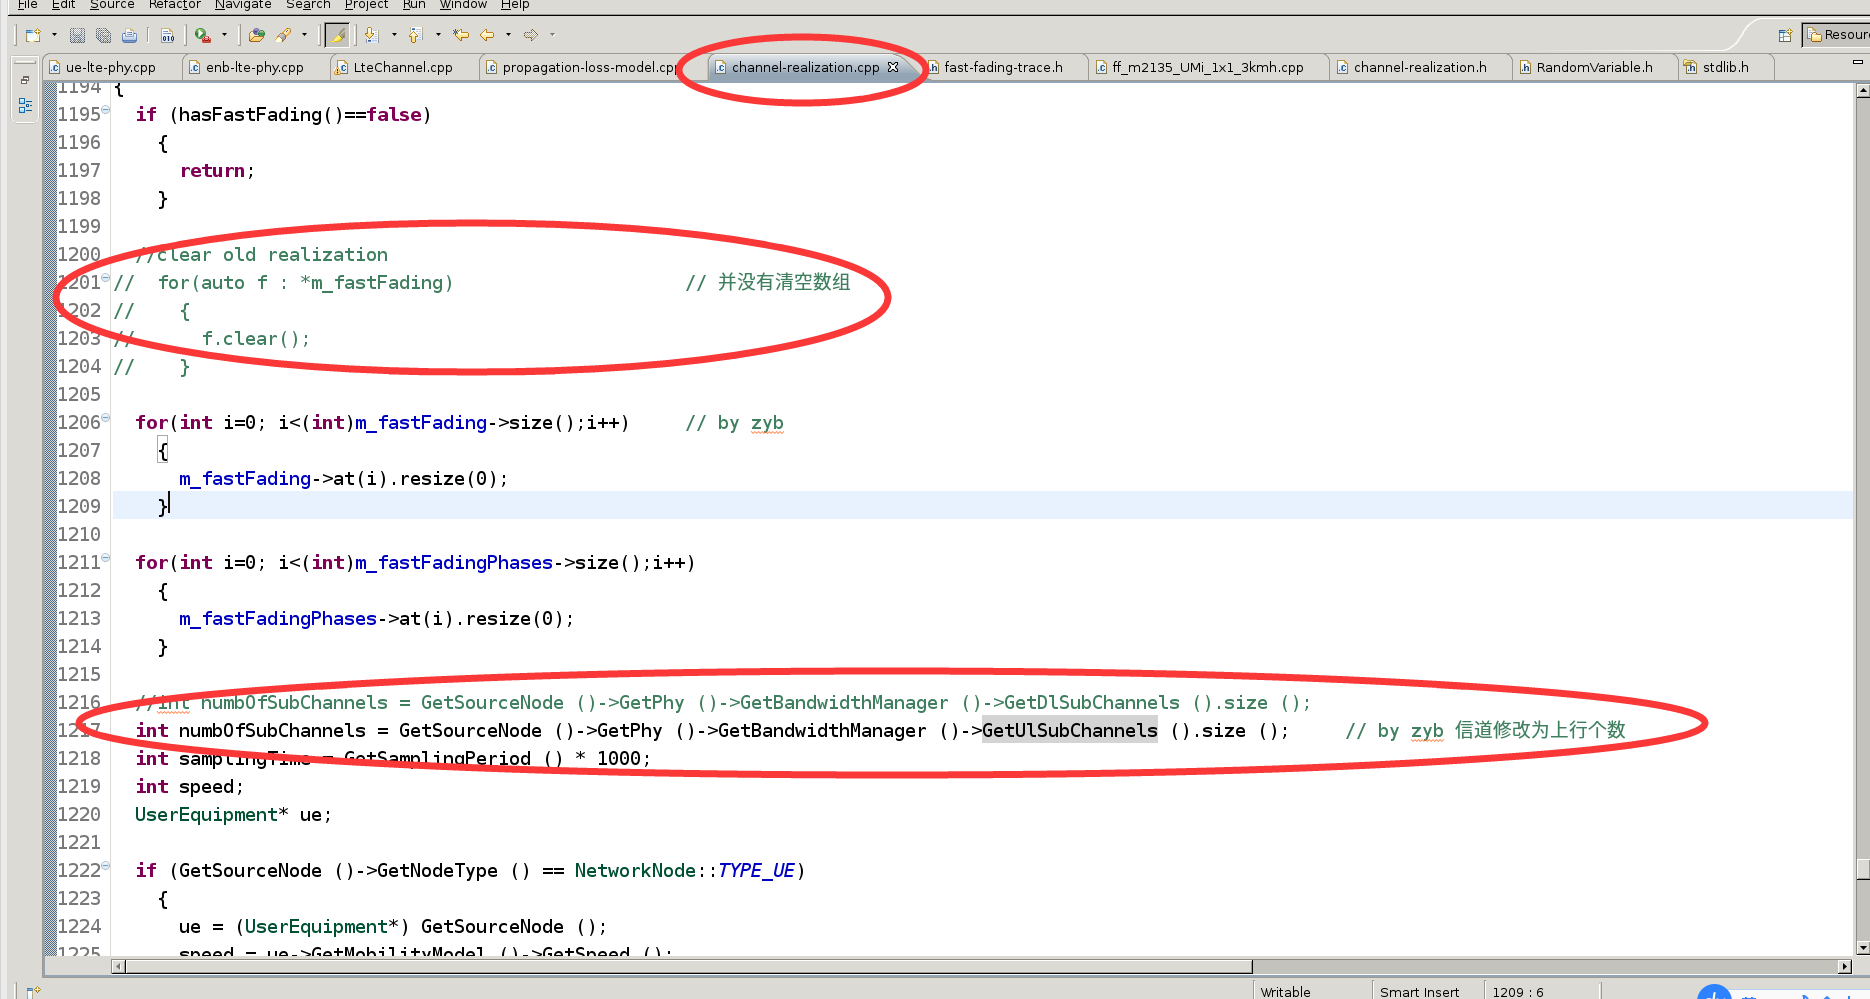 File Edit Source Refactor Navigate Search Project Run Window Help
Resour
ue-lte-phy.cpp enb-lte-phy.cpp LteChannel.cpp propagation-loss-model.cpp channel-realization.cpp fast-fading-trace.h ff_m2135_UMi_1x1_3kmh.cpp channel-realization.h RandomVariable.h stdlib.h
1194 {
1195 if (hasFastFading()==false)
1196 {
1197 return;
1198 }
1199
1200 //clear old realization
1201 // for(auto f : *m_fastFading) // 并没有清空数组
1202 // {
1203 // f.clear();
1204 // }
1205
1206 for(int i=0; i<(int)m_fastFading->size();i++) // by zyb
1207 {
1208 m_fastFading->at(i).resize(0);
1209 }
1210
1211 for(int i=0; i<(int)m_fastFadingPhases->size();i++)
1212 {
1213 m_fastFadingPhases->at(i).resize(0);
1214 }
1215
1216 //int numbOfSubChannels = GetSourceNode ()->GetPhy ()->GetBandwidthManager ()->GetDlSubChannels ().size ();
1217 int numbOfSubChannels = GetSourceNode ()->GetPhy ()->GetBandwidthManager ()->GetUlSubChannels ().size (); // by zyb 信道修改为上行个数
1218 int samplingTime = GetSamplingPeriod () * 1000;
1219 int speed;
1220 UserEquipment* ue;
1221
1222 if (GetSourceNode ()->GetNodeType () == NetworkNode::TYPE_UE)
1223 {
1224 ue = (UserEquipment*) GetSourceNode ();
1225 speed = ue->GetMobilityModel ()->GetSpeed ();
Writable Smart Insert 1209 : 6